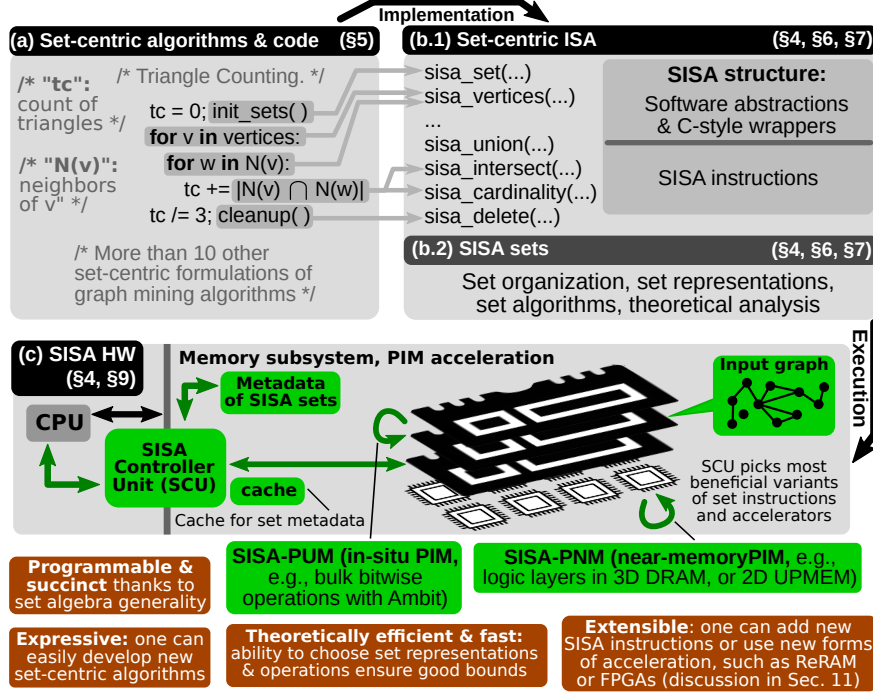 Implementation
(a) Set-centric algorithms & code (§5)
/* "tc":
count of
triangles */
/* Triangle Counting. */
tc = 0; init_sets( )
for v in vertices:
for w in N(v):
tc += |N(v) ⋂ N(w)|
tc /= 3; cleanup( )
/* "N(v)":
neighbors
of v" */
/* More than 10 other
set-centric formulations of
graph mining algorithms */
(b.1) Set-centric ISA (§4, §6, §7)
sisa_set(...)
sisa_vertices(...)
...
sisa_union(...)
sisa_intersect(...)
sisa_cardinality(...)
sisa_delete(...)
SISA structure:
Software abstractions
& C-style wrappers
SISA instructions
(b.2) SISA sets (§4, §6, §7)
Set organization, set representations,
set algorithms, theoretical analysis
Execution
(c) SISA HW
(§4, §9)
Memory subsystem, PIM acceleration
Metadata
of SISA sets
Input graph
CPU
SISA
Controller
Unit (SCU)
cache
Cache for set metadata
SCU picks most
beneficial variants
of set instructions
and accelerators
SISA-PUM (in-situ PIM,
e.g., bulk bitwise
operations with Ambit)
SISA-PNM (near-memoryPIM, e.g.,
logic layers in 3D DRAM, or 2D UPMEM)
Programmable &
succinct thanks to
set algebra generality
Expressive: one can
easily develop new
set-centric algorithms
Theoretically efficient & fast:
ability to choose set representations
& operations ensure good bounds
Extensible: one can add new
SISA instructions or use new forms
of acceleration, such as ReRAM
or FPGAs (discussion in Sec. 11)